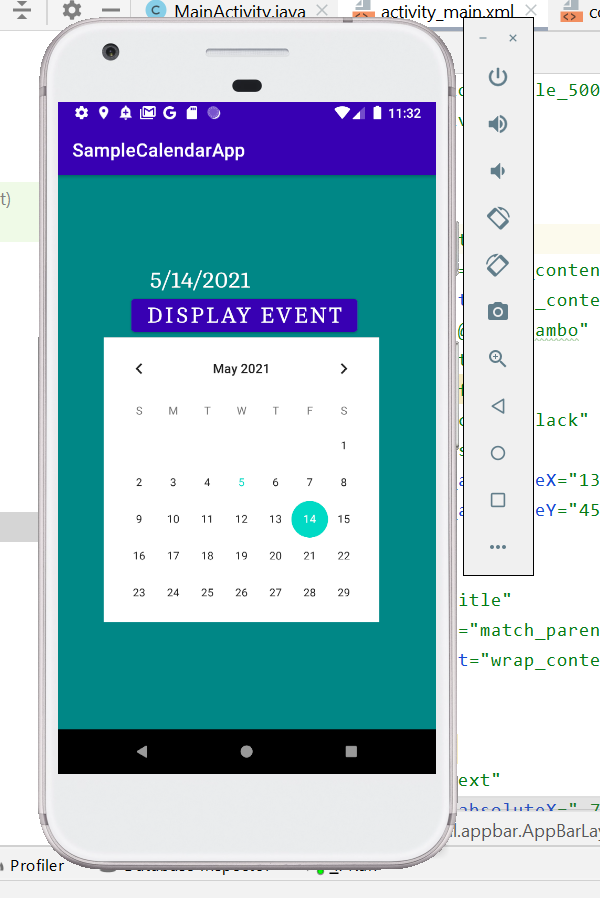 MainActivity.java
activity_main.xml
t)
le_500
11:32
SampleCalendarApp
conten
_conte
5/14/2021
DISPLAY EVENT
ambo"
May 2021
S M T W T F S
lack"
1
2 3 4 5 6 7 8
eX="13
9 10 11 12 13 14 15
eY="45
16 17 18 19 20 21 22
23 24 25 26 27 28 29
itle"
="match_paren
t="wrap_conte
ext"
l.appbar.AppBarLay
Profiler